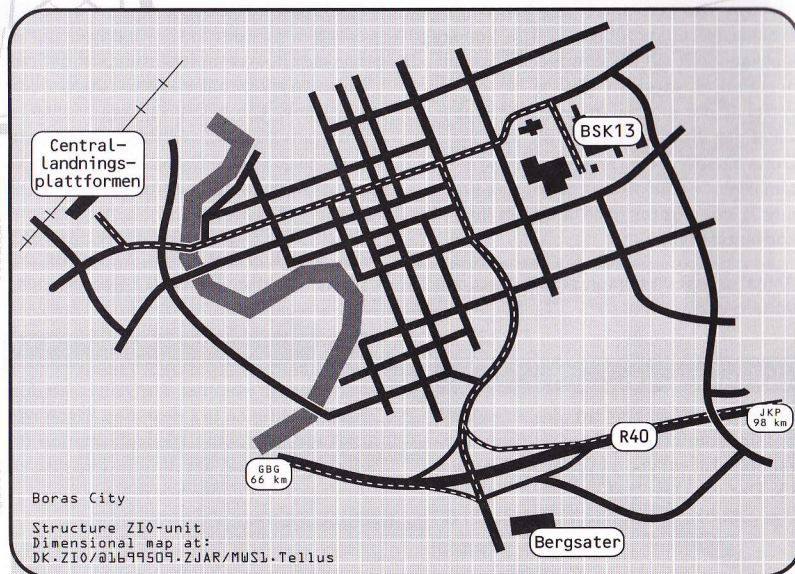 Central-
landnings-
plattformen
BSK13
R40
JKP
98 km
GBG
66 km
Bergsater
Boras City
Structure ZIO-unit
Dimensional map at:
DK.ZIO/@1699509.ZJAR/MWS1.Tellus